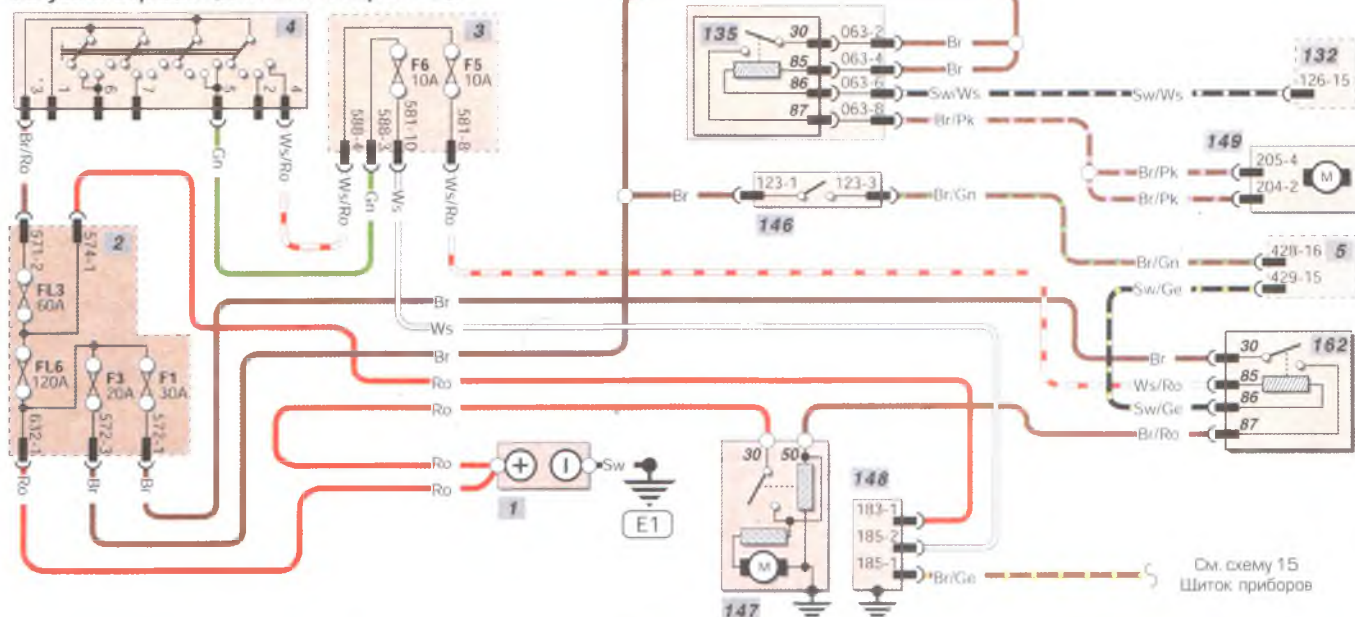 4
3
2
1
132
135
149
146
5
162
147
148
'3
1
6
7
5
2
4
F6
10A
F5
10A
588-4
588-3
581-10
581-8
Br/Ro
Gn
Ws/Ro
Ws/Ro
Gn
Ws
Ws/Ro
571-2
574-1
FL3
60A
FL6
120A
F3
20A
F1
30A
632-1
572-3
572-1
Ro
Br
Br
Br
Ws
Br
Ro
Ro
Ro
Ro
Sw
E1
30
85
86
87
063-2
063-4
063-6
063-8
Br
Br
Sw/Ws
Sw/Ws
126-15
Br/Pk
Br/Pk
Br/Pk
205-4
204-2
M
Br
123-1
123-3
Br/Gn
Br/Gn
428-16
429-15
Sw/Ge
Br
Ws/Ro
Sw/Ge
Br/Ro
30
85
86
87
30
50
M
183-1
185-2
185-1
Br/Ge
См. схему 15
Щиток приборов